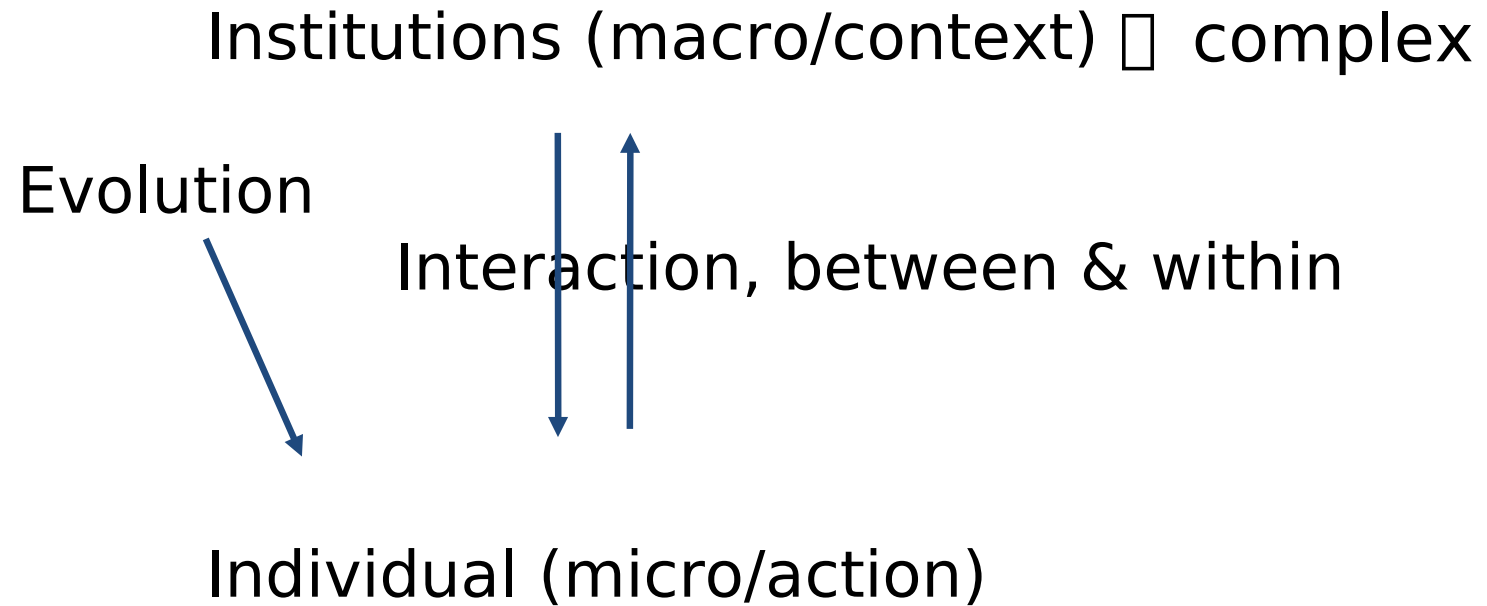 Institutions (macro/context) ▯ complex
Evolution
Interaction, between & within
Individual (micro/action)